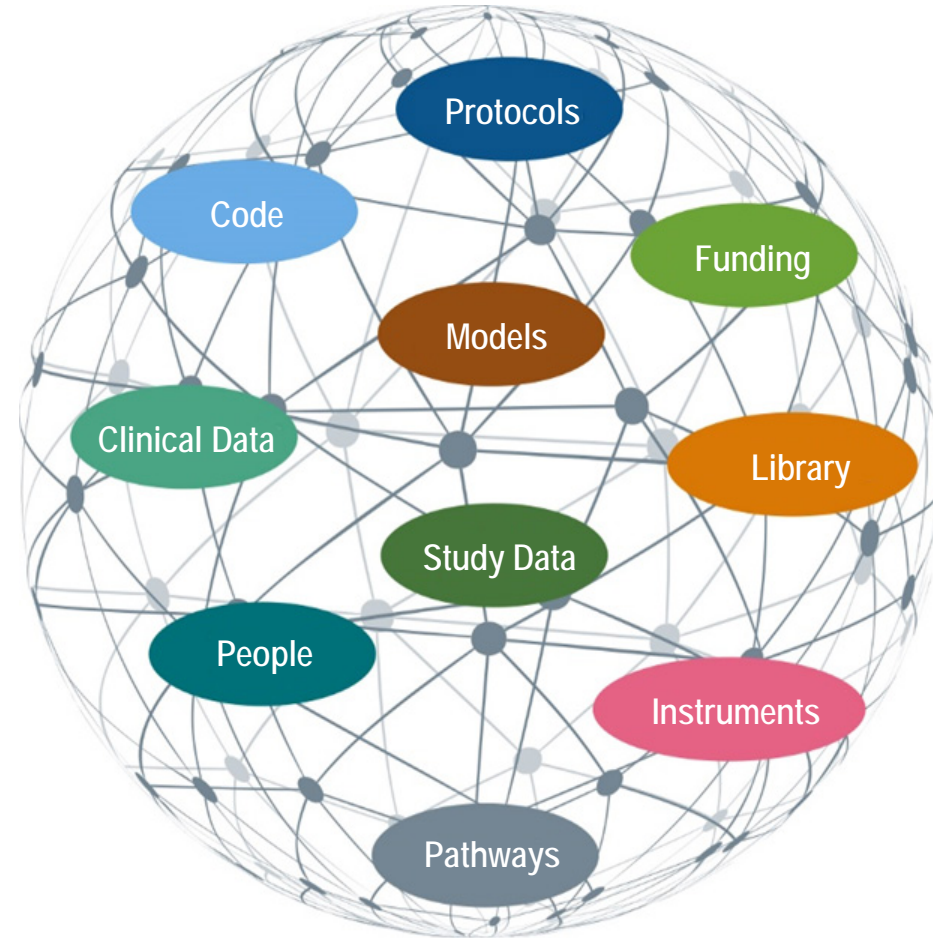 Protocols
Code
Funding
Models
Clinical Data
Library
Study Data
People
Instruments
Pathways